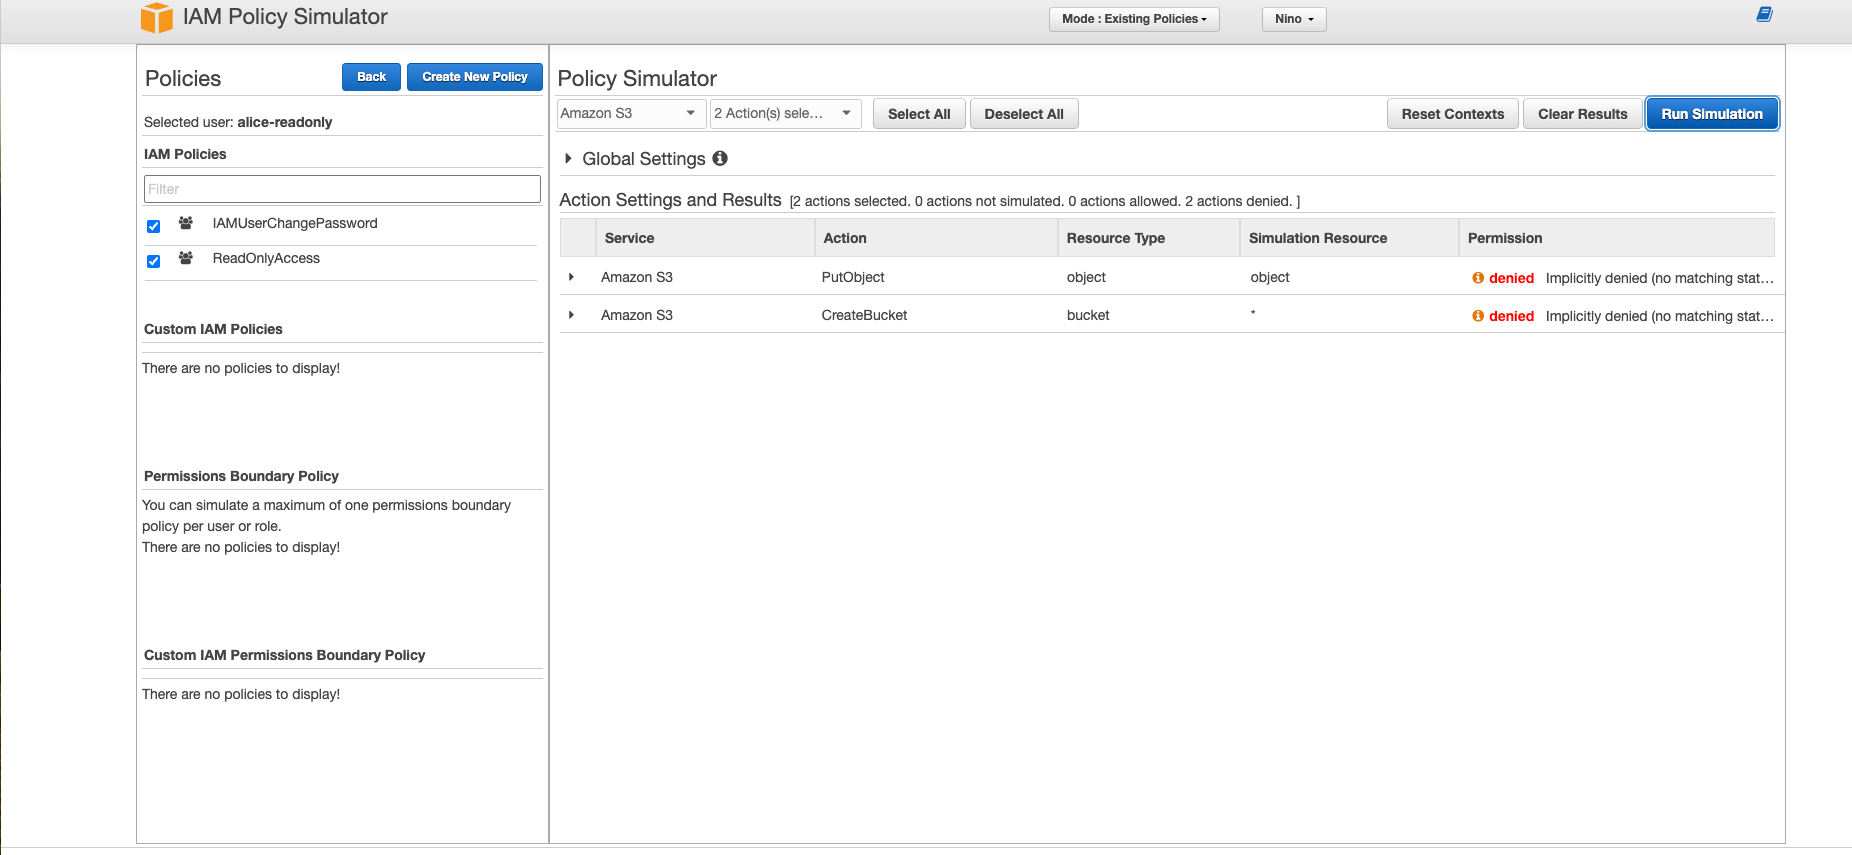 IAM Policy Simulator
Mode : Existing Policies
Nino
Policies
Back
Create New Policy
Selected user: alice-readonly
IAM Policies
Filter
IAMUserChangePassword
ReadOnlyAccess
Custom IAM Policies
There are no policies to display!
Permissions Boundary Policy
You can simulate a maximum of one permissions boundary
policy per user or role.
There are no policies to display!
Custom IAM Permissions Boundary Policy
There are no policies to display!
Policy Simulator
Amazon S3
2 Action(s) sele...
Select All
Deselect All
Reset Contexts
Clear Results
Run Simulation
Global Settings
Action Settings and Results [2 actions selected. 0 actions not simulated. 0 actions allowed. 2 actions denied. ]
Service Action Resource Type Simulation Resource Permission
Amazon S3 PutObject object object denied Implicitly denied (no matching stat...
Amazon S3 CreateBucket bucket * denied Implicitly denied (no matching stat...